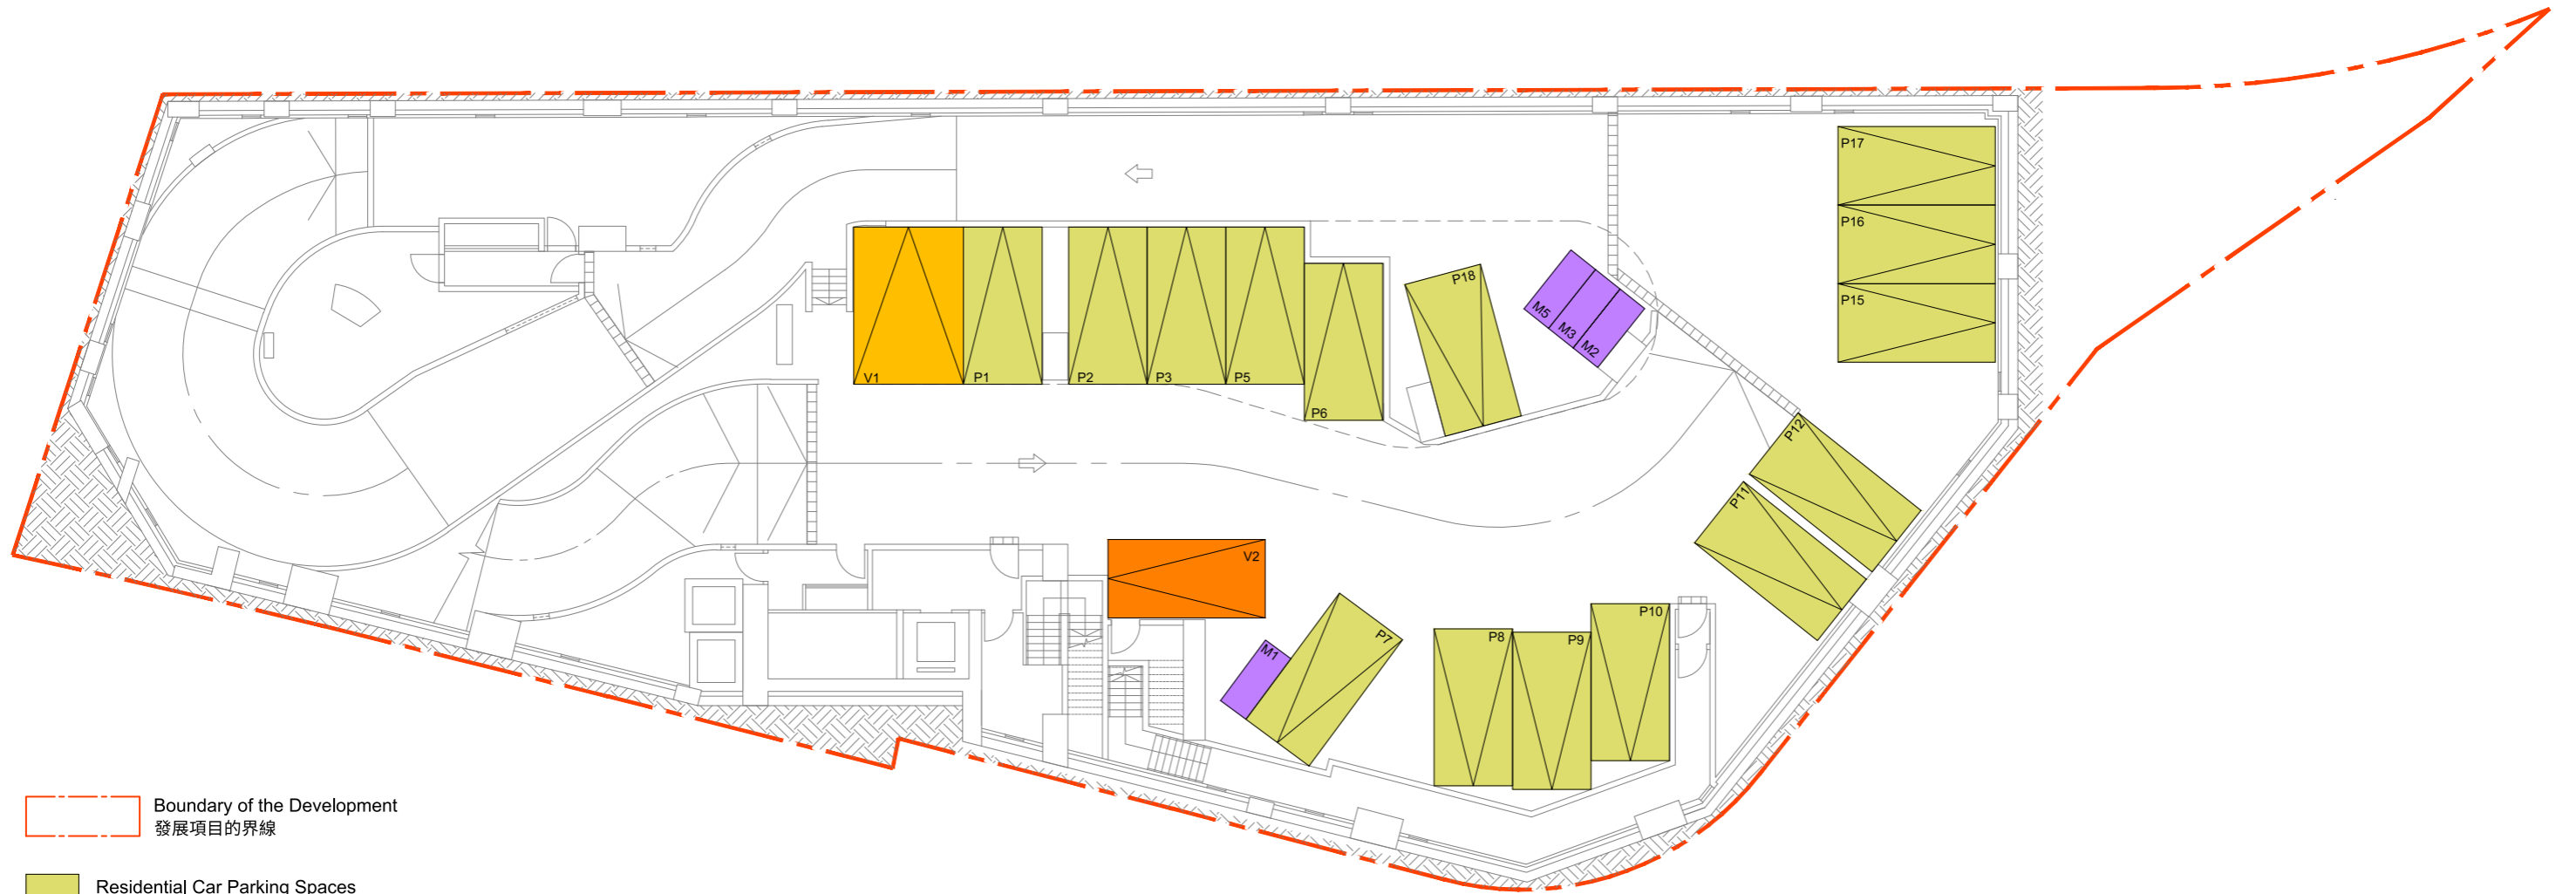 P17
P16
P15
P18
M5
M3
M2
V1
P1
P2
P3
P5
P6
P12
P11
V2
M1
P7
P8
P9
P10
Boundary of the Development
發展項目的界線
Residential Car Parking Spaces